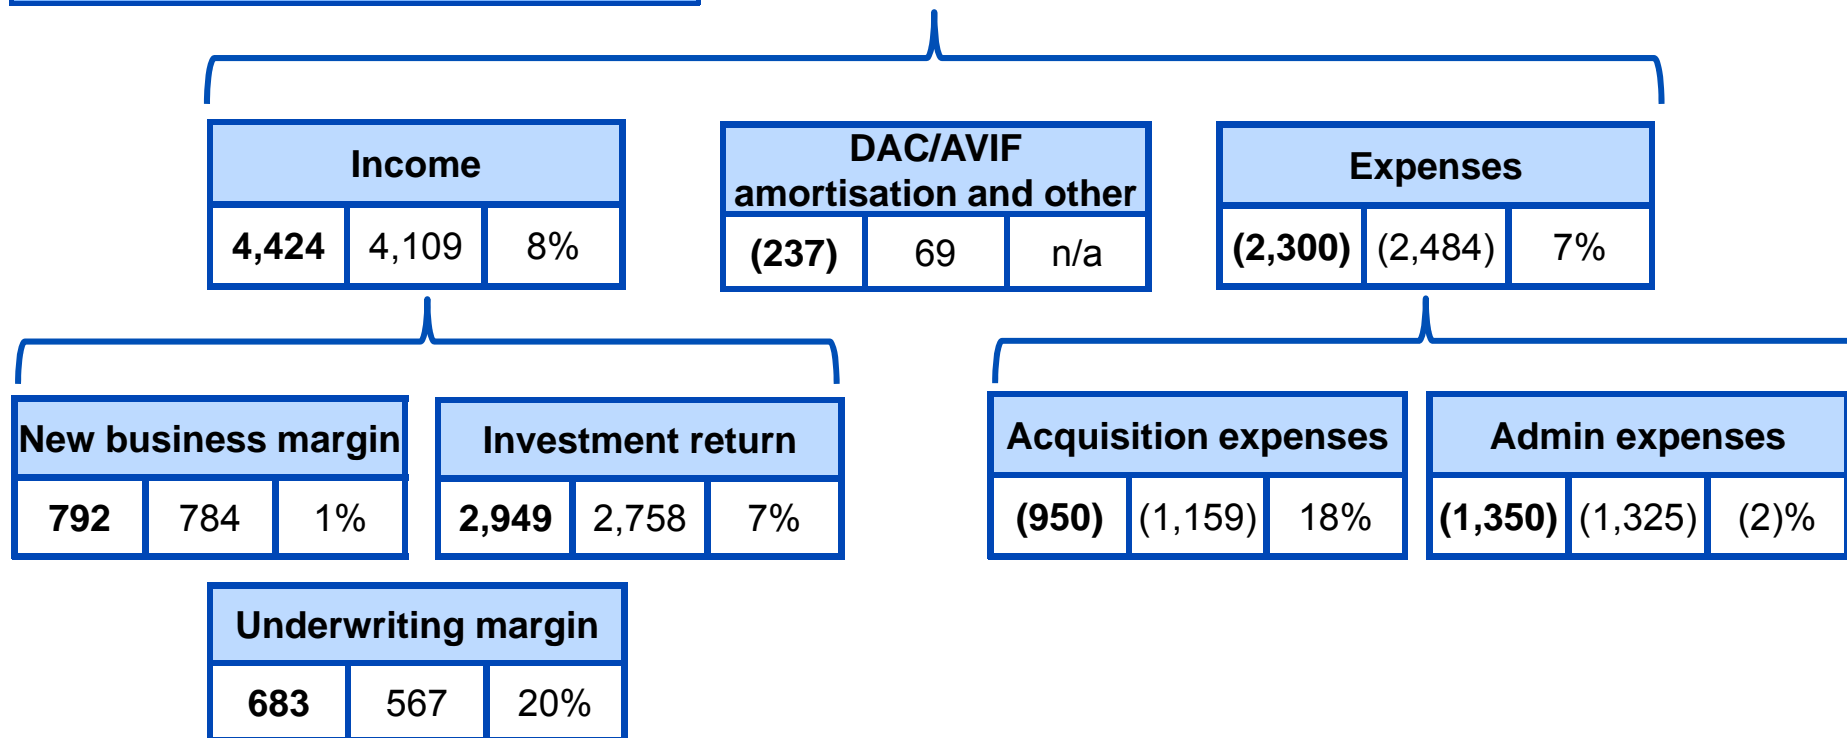 Income
4,424 4,109 8%
DAC/AVIF
amortisation and other
(237) 69 n/a
Expenses
(2,300) (2,484) 7%
New business margin
792 784 1%
Investment return
2,949 2,758 7%
Acquisition expenses
(950) (1,159) 18%
Admin expenses
(1,350) (1,325) (2)%
Underwriting margin
683 567 20%